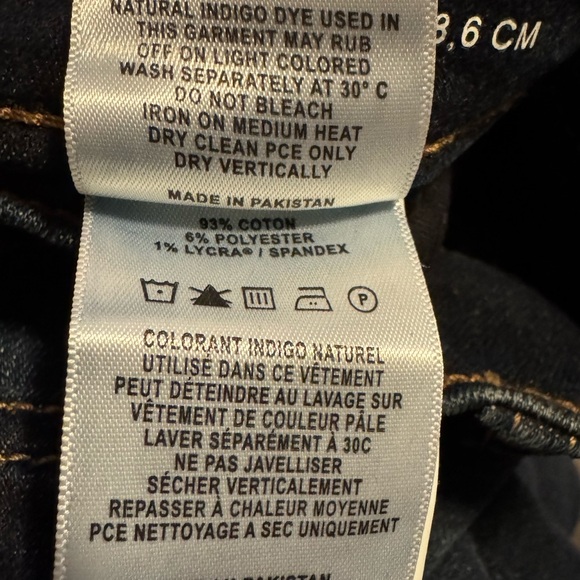 NATURAL INDIGO DYE USED IN
THIS GARMENT MAY RUB
OFF ON LIGHT COLORED
WASH SEPARATELY AT 30° C
DO NOT BLEACH
IRON ON MEDIUM HEAT
DRY CLEAN PCE ONLY
DRY VERTICALLY
MADE IN PAKISTAN
93% COTON
6% POLYESTER
1% LYCRA® / SPANDEX
P
COLORANT INDIGO NATUREL
UTILISÉ DANS CE VÊTEMENT
PEUT DÉTEINDRE AU LAVAGE SUR
VÊTEMENT DE COULEUR PÂLE
LAVER SÉPARÉMENT À 30C
NE PAS JAVELLISER
SÉCHER VERTICALEMENT
REPASSER À CHALEUR MOYENNE
PCE NETTOYAGE A SEC UNIQUEMENT
PAKISTAN
,6 CM